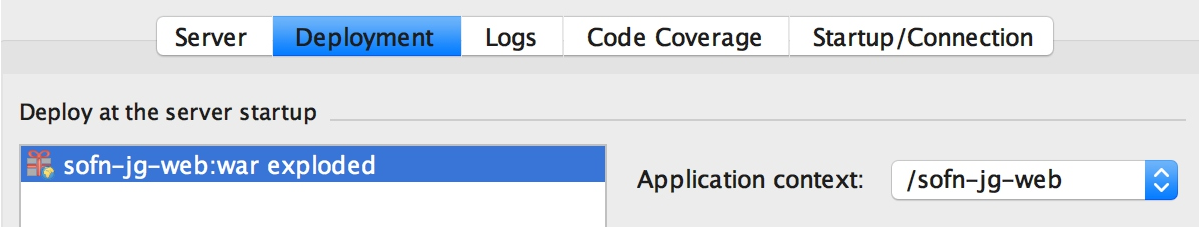 Server Deployment Logs Code Coverage Startup/Connection
Deploy at the server startup
sofn-jg-web:war exploded
Application context: /sofn-jg-web